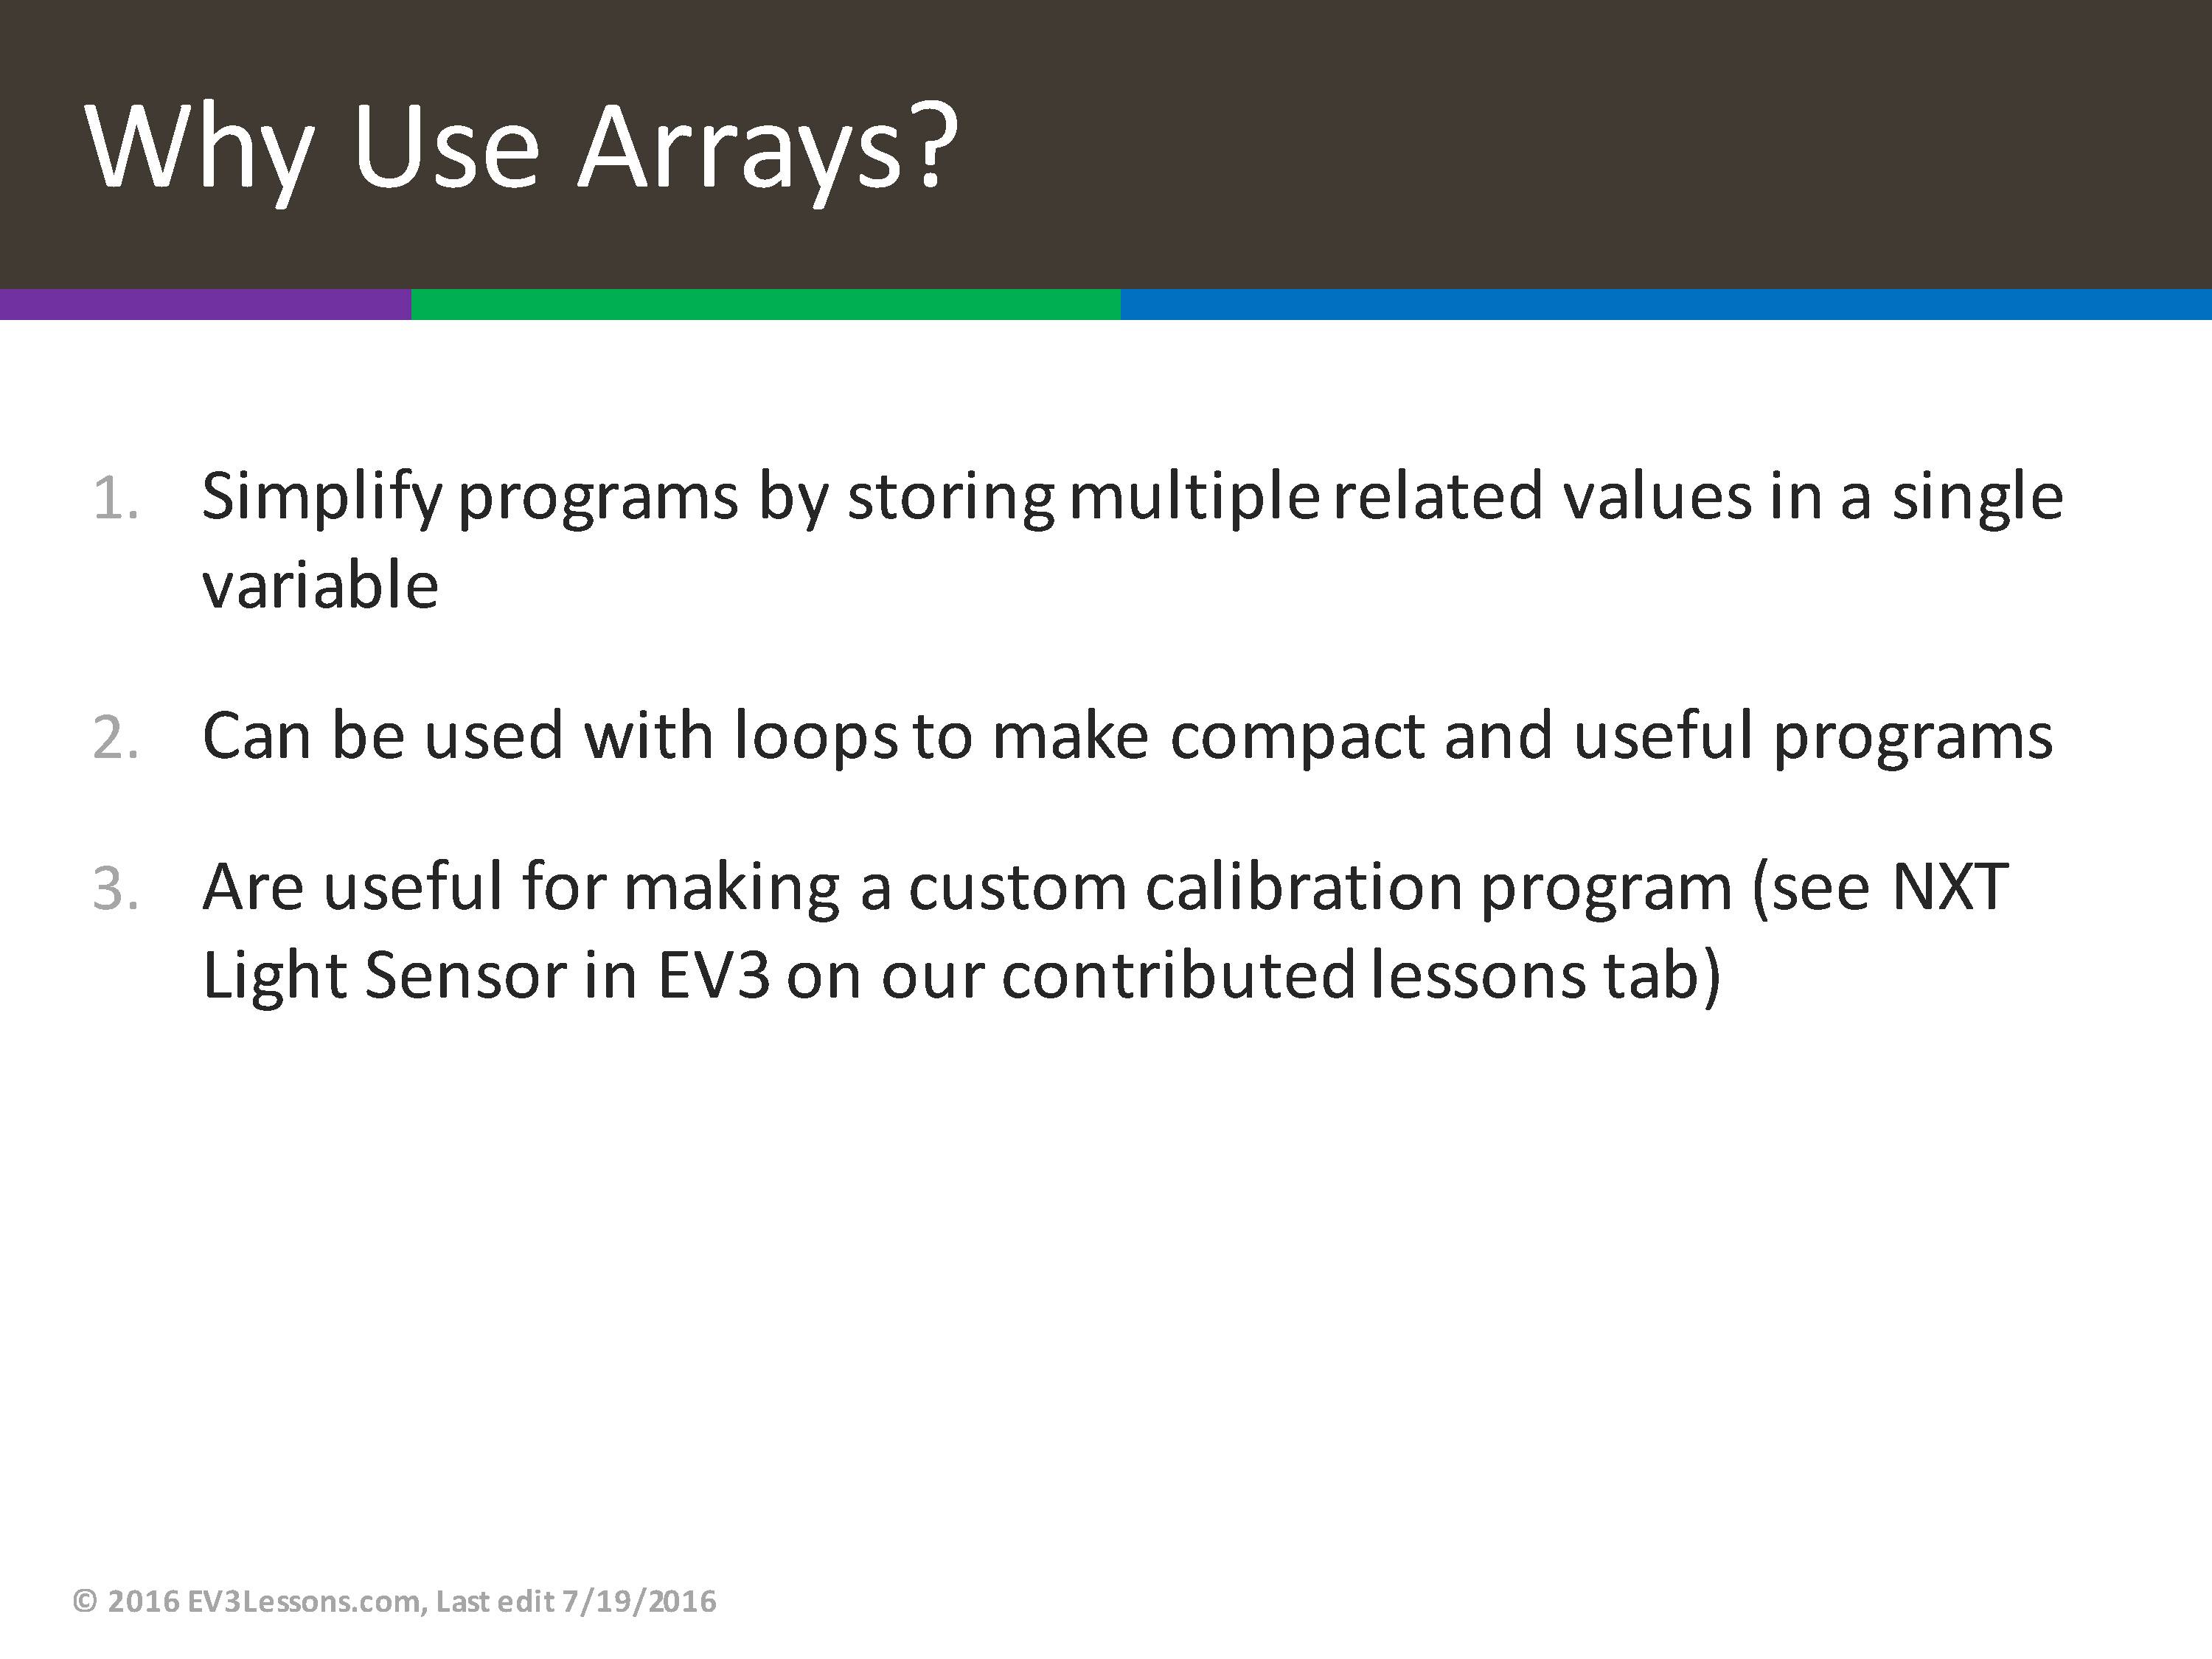 Why Use Arrays?
1. Simplify programs by storing multiple related values in a single
variable
2. Can be used with loops to make compact and useful programs
3. Are useful for making a custom calibration program (see NXT
Light Sensor in EV3 on our contributed lessons tab)
© 2016 EV3Lessons.com, Last edit 7/19/2016